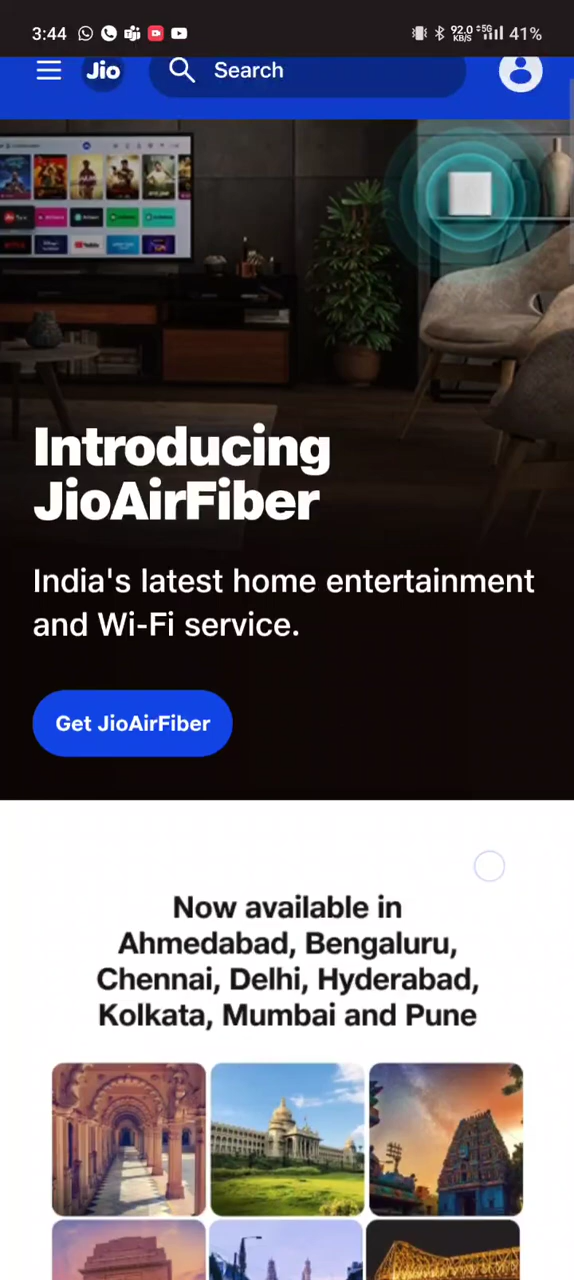 3:44
92.0
KB/S
5G
41%
Jio
Search
Introducing
JioAirFiber
India's latest home entertainment
and Wi-Fi service.
Get JioAirFiber
Now available in
Ahmedabad, Bengaluru,
Chennai, Delhi, Hyderabad,
Kolkata, Mumbai and Pune